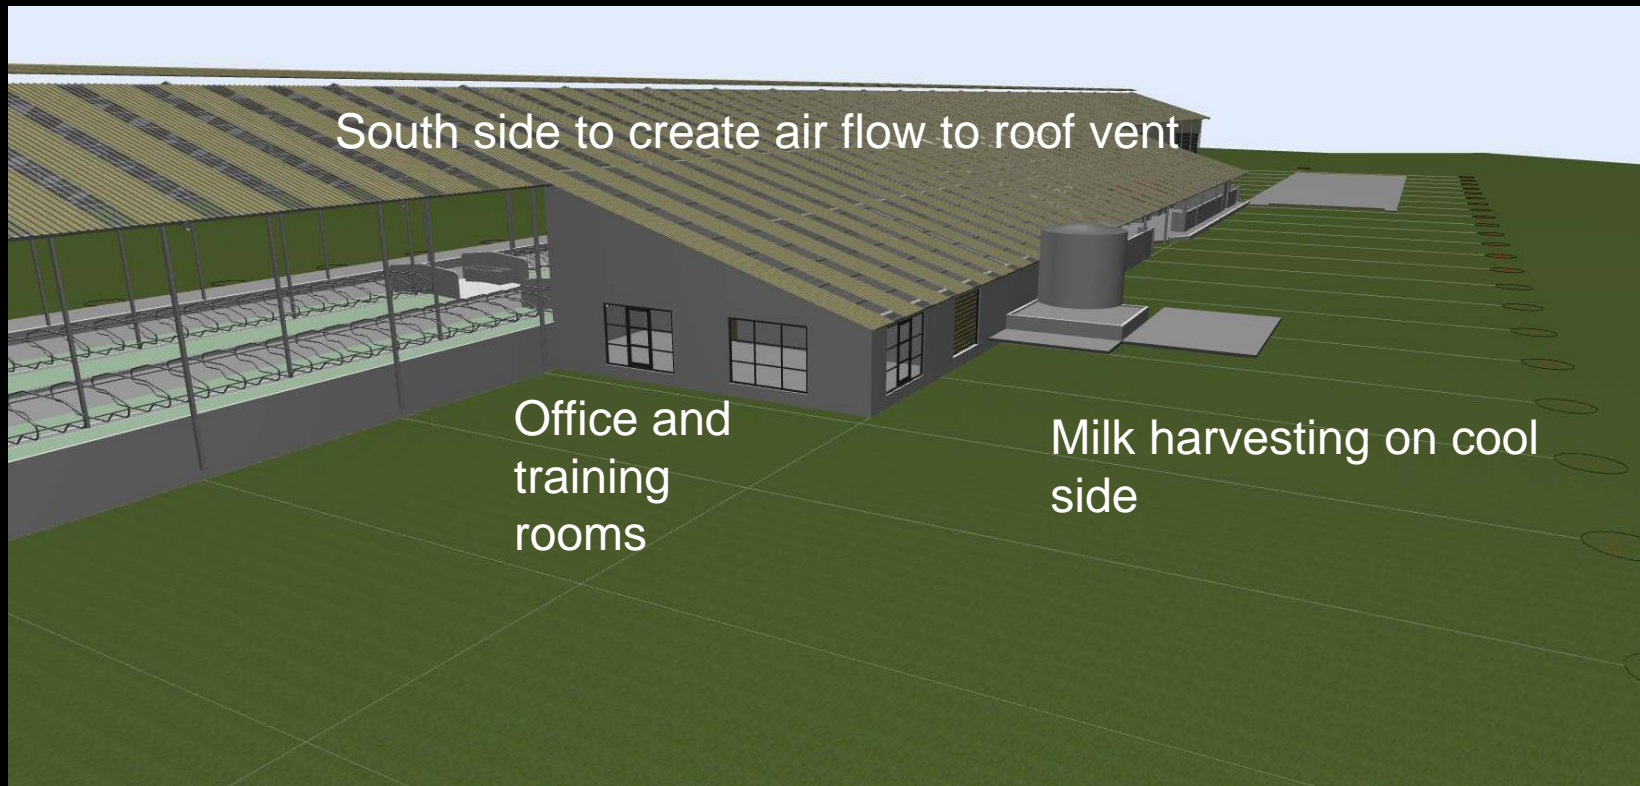 South side to create air flow to roof vent
Office and
training
rooms
Milk harvesting on cool
side